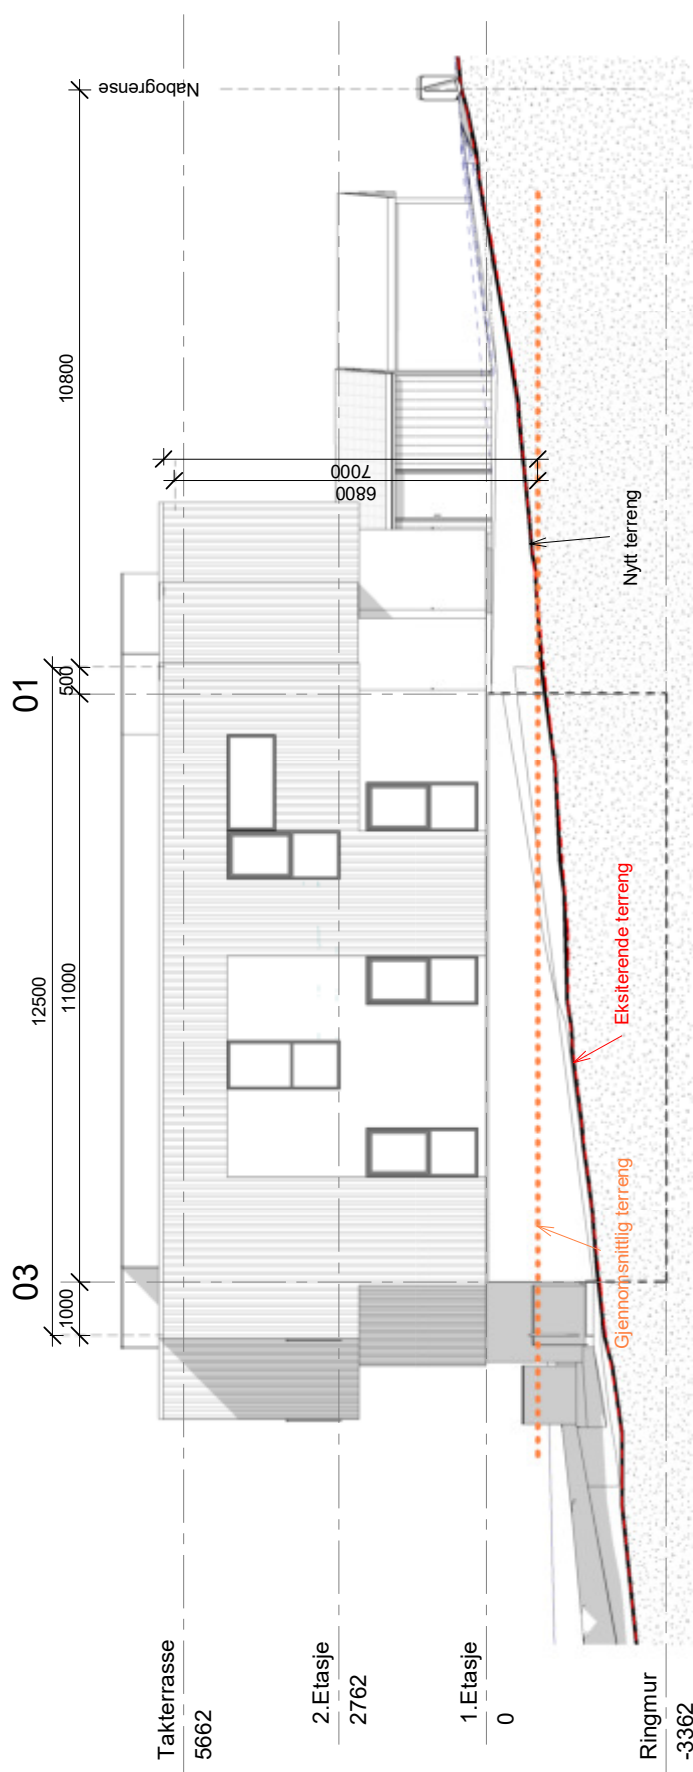 03
01
12500
1000
11000
500
10800
Nabogrense
7000
6800
Takterrasse
5662
2.Etasje
2762
1.Etasje
0
Ringmur
-3362
Gjennomsnittlig terreng
Eksiterende terreng
Nytt terreng